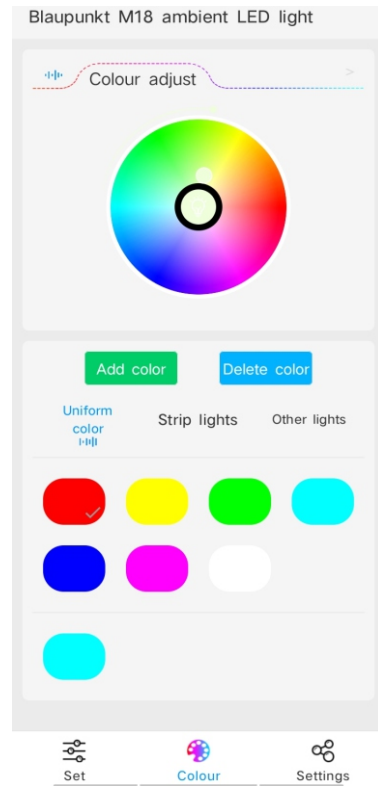 Blaupunkt M18 ambient LED light
Colour adjust
>
Add color
Delete color
Uniform
color
Strip lights
Other lights
Set
Colour
Settings